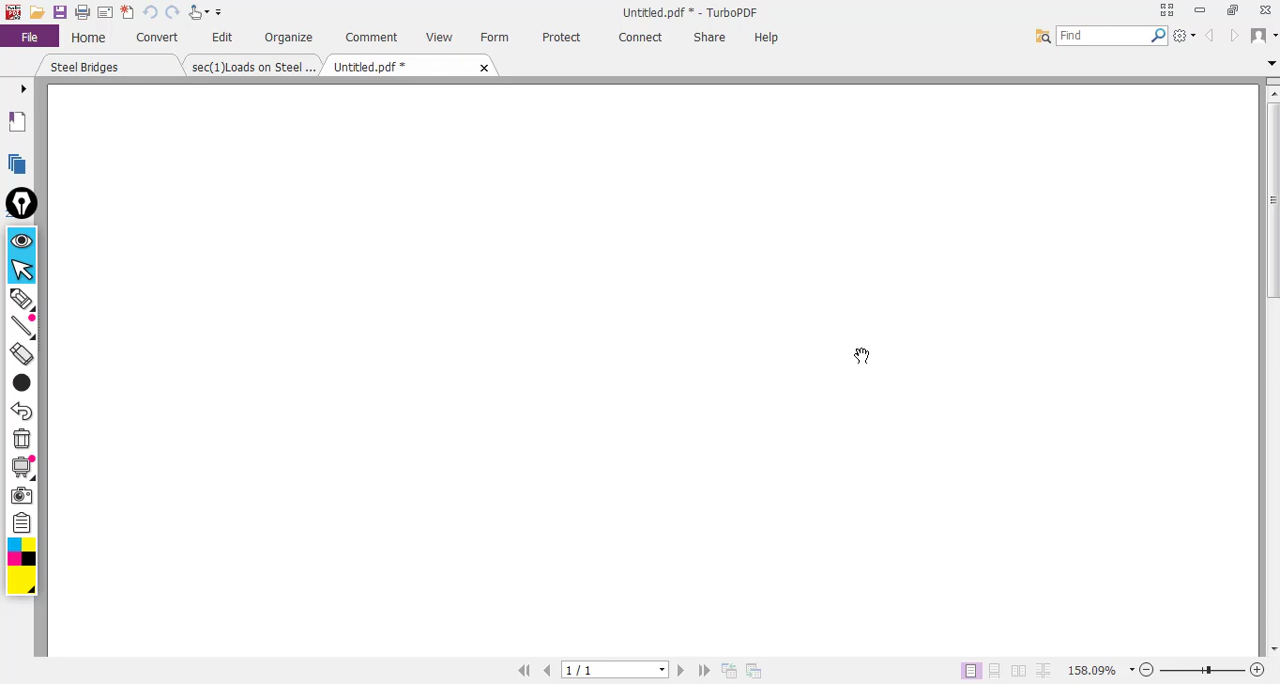 Untitled.pdf * - TurboPDF
File Home Convert Edit Organize Comment View Form Protect Connect Share Help Find
Steel Bridges sec(1)Loads on Steel ... Untitled.pdf *
1 / 1 158.09%